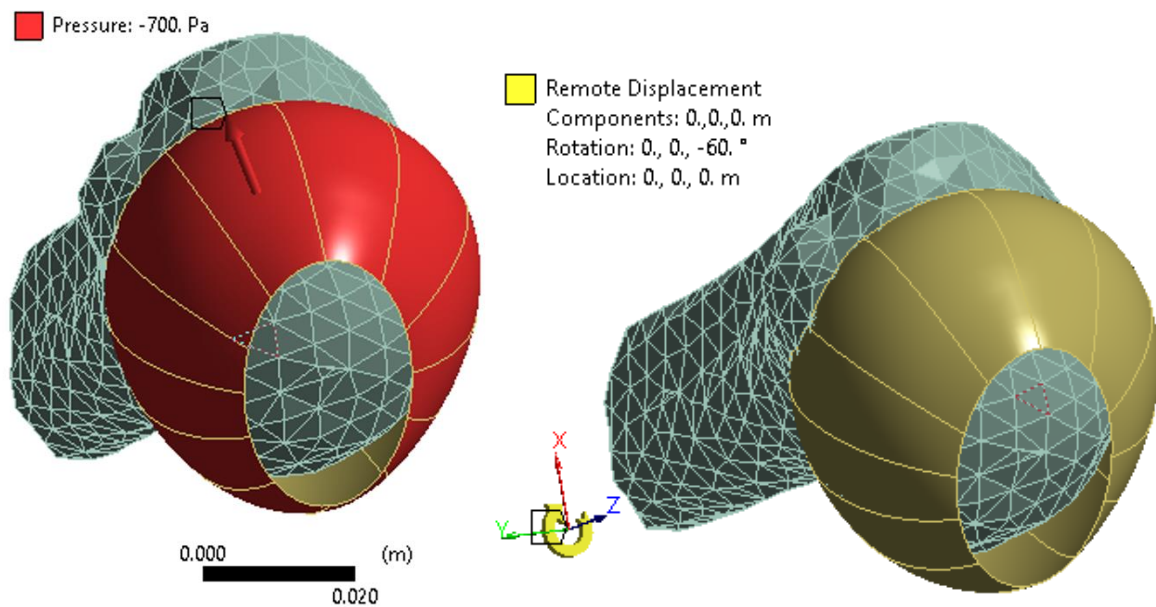 Pressure: -700. Pa
Remote Displacement
Components: 0.,0.,0. m
Rotation: 0., 0., -60. °
Location: 0., 0., 0. m
X
Y
Z
0.000
(m)
0.020